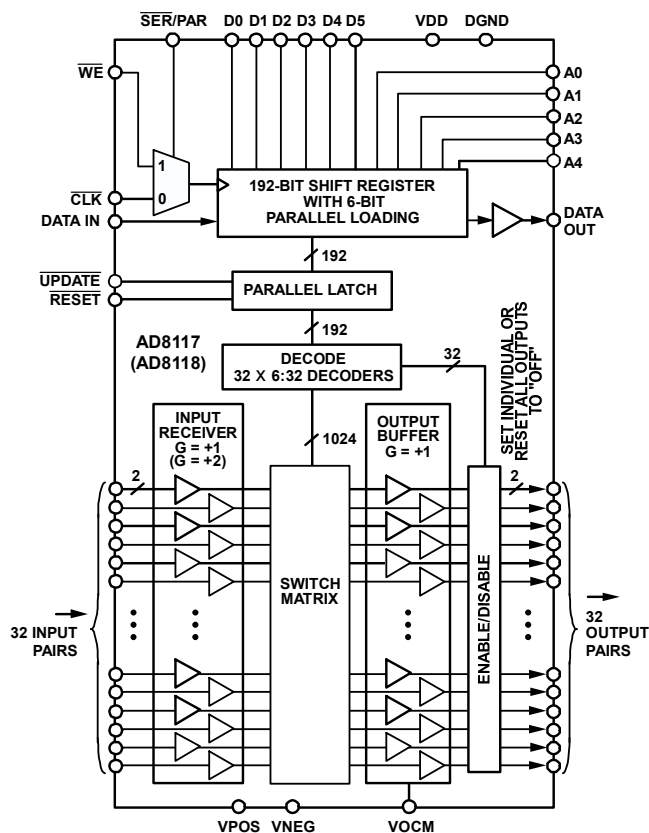 SER/PAR D0 D1 D2 D3 D4 D5 VDD DGND
WE
A0
A1
A2
A3
A4
1
0
CLK
DATA IN
192-BIT SHIFT REGISTER
WITH 6-BIT
PARALLEL LOADING
DATA
OUT
192
UPDATE
RESET
PARALLEL LATCH
192
AD8117
(AD8118)
DECODE
32 X 6:32 DECODERS
32
SET INDIVIDUAL OR
RESET ALL OUTPUTS
TO "OFF"
INPUT
RECEIVER
G = +1
(G = +2)
1024
OUTPUT
BUFFER
G = +1
2
2
SWITCH
MATRIX
ENABLE/DISABLE
32 INPUT
PAIRS
32
OUTPUT
PAIRS
VPOS VNEG VOCM